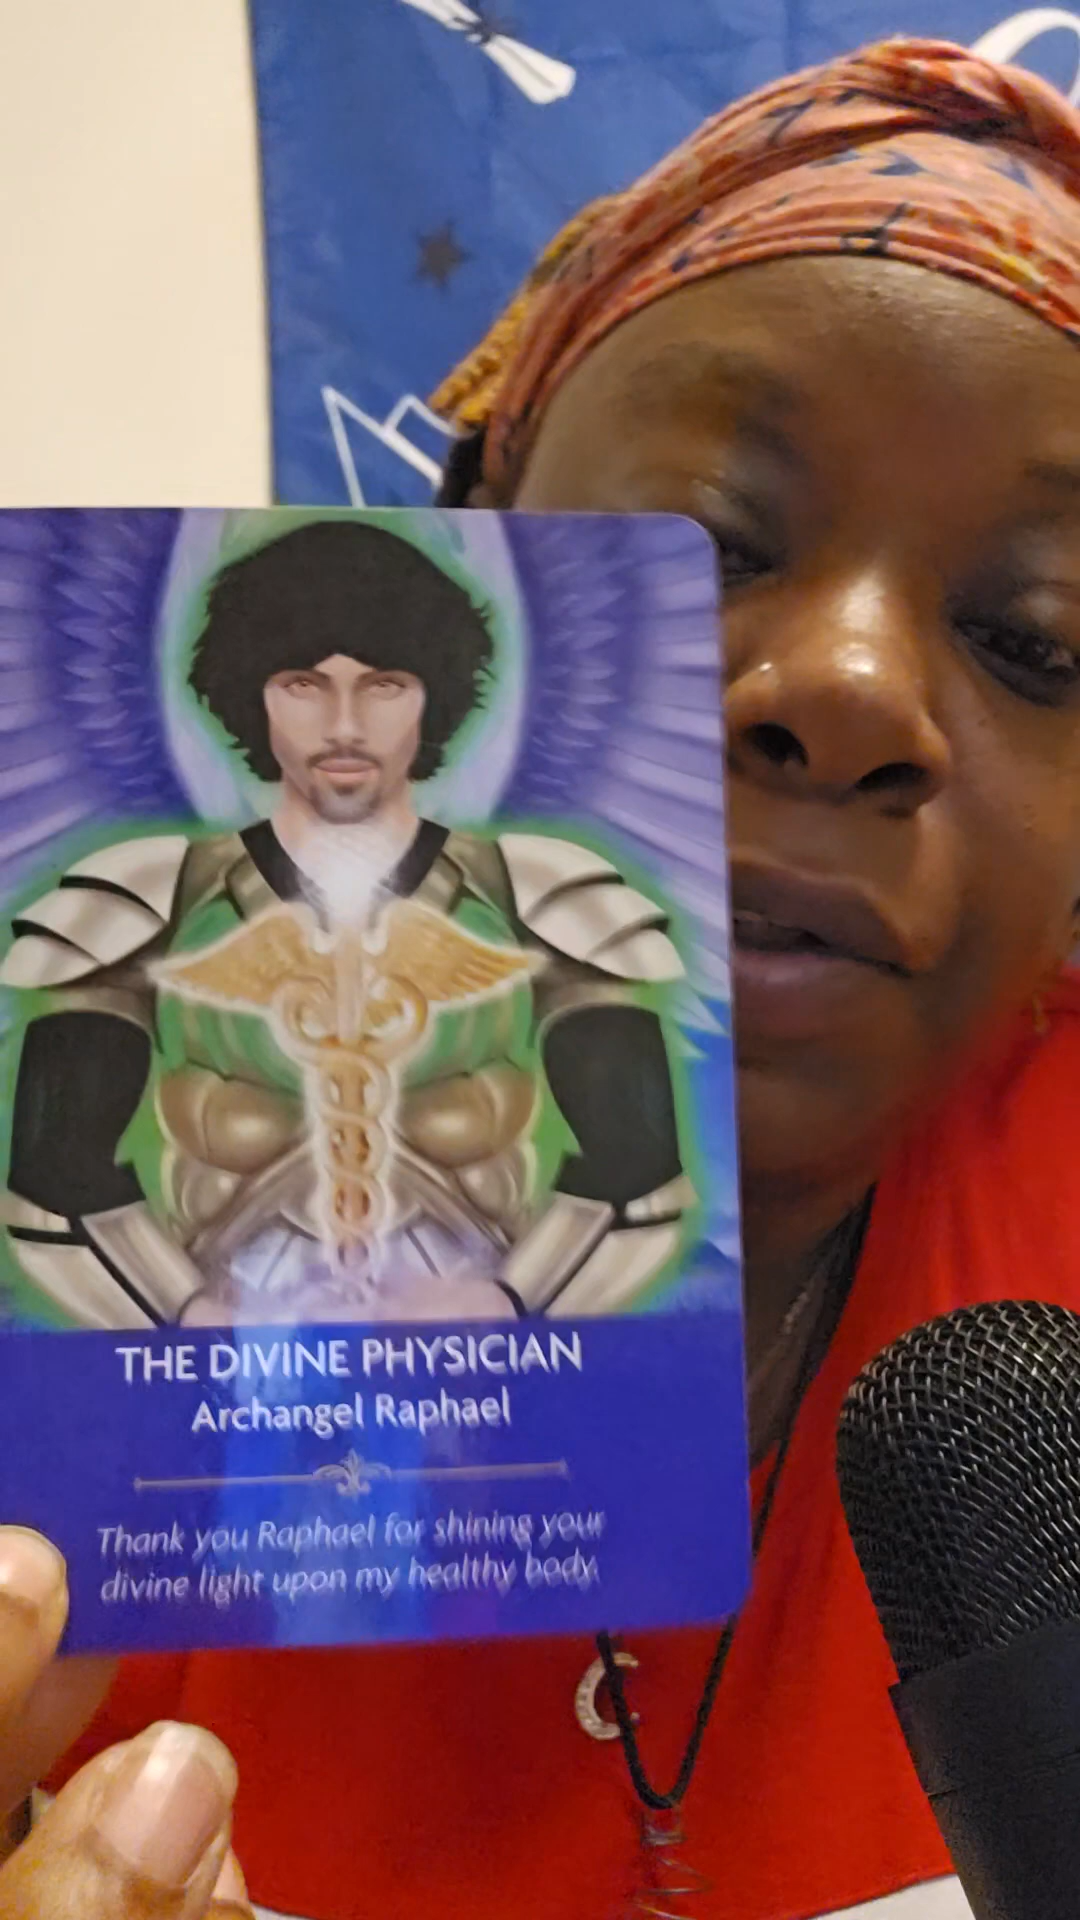 THE DIVINE PHYSICIAN
Archangel Raphael
Thank you Raphael for shining your
divine light upon my healthy body.